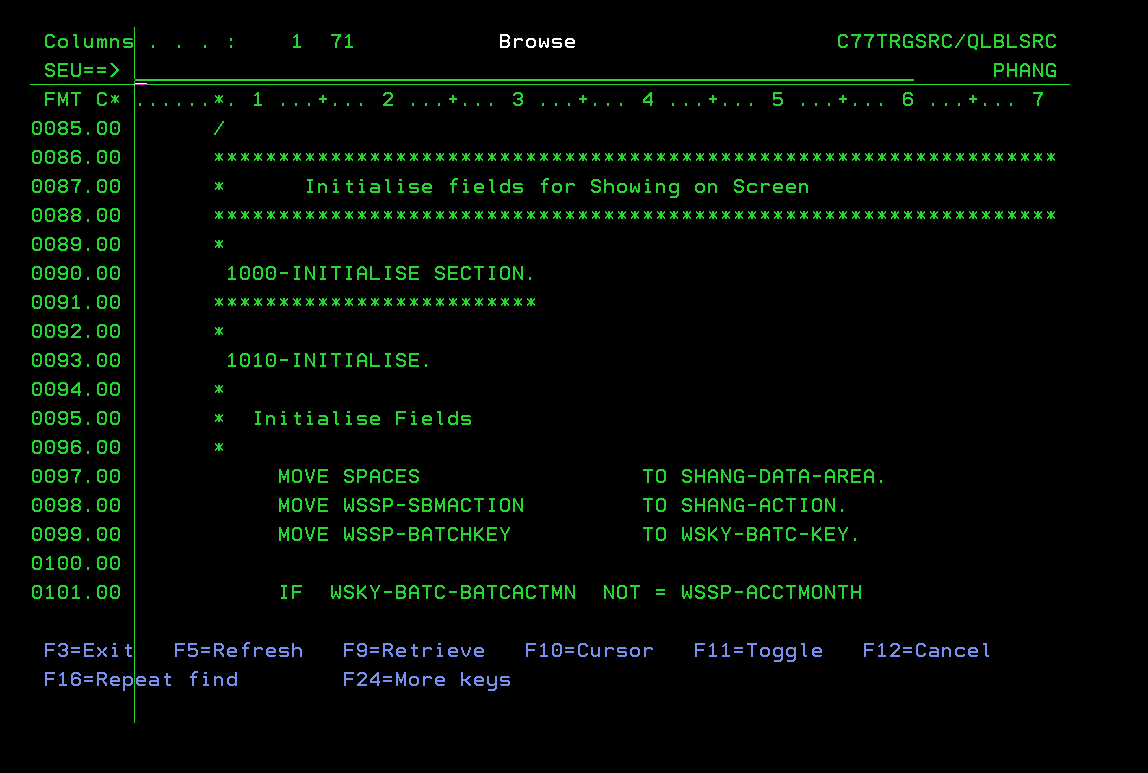 Columns . . . :    1  71           Browse                    C77TRGSRC/QLBLSRC
SEU==>                                                                   PHANG
FMT C* ......*. 1 ...+... 2 ...+... 3 ...+... 4 ...+... 5 ...+... 6 ...+... 7
0085.00       /
0086.00       *****************************************************************
0087.00       *      Initialise fields for Showing on Screen
0088.00       *****************************************************************
0089.00       *
0090.00        1000-INITIALISE SECTION.
0091.00       *************************
0092.00       *
0093.00        1010-INITIALISE.
0094.00       *
0095.00       *  Initialise Fields
0096.00       *
0097.00            MOVE SPACES                 TO SHANG-DATA-AREA.
0098.00            MOVE WSSP-SBMACTION         TO SHANG-ACTION.
0099.00            MOVE WSSP-BATCHKEY          TO WSKY-BATC-KEY.
0100.00
0101.00            IF  WSKY-BATC-BATCACTMN  NOT = WSSP-ACCTMONTH
F3=Exit   F5=Refresh   F9=Retrieve   F10=Cursor   F11=Toggle   F12=Cancel
F16=Repeat find        F24=More keys